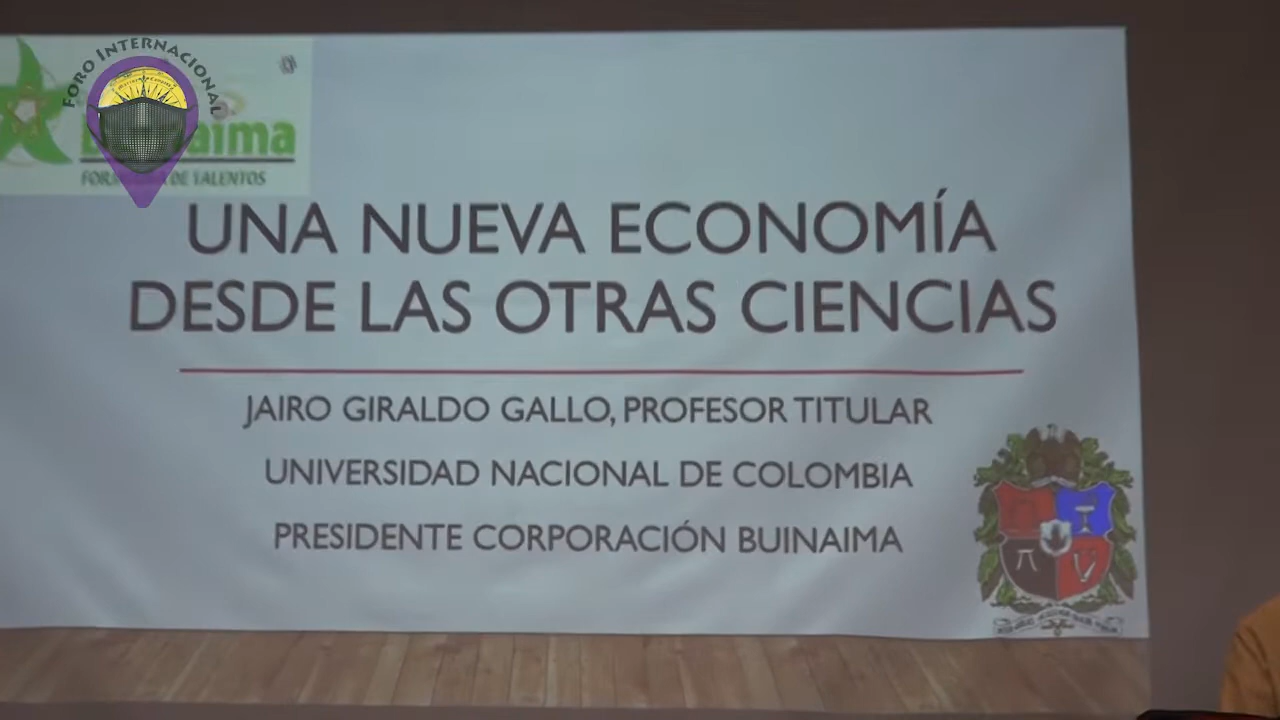 FORO INTERNACIONAL
UNA NUEVA ECONOMÍA
DESDE LAS OTRAS CIENCIAS
JAIRO GIRALDO GALLO, PROFESOR TITULAR
UNIVERSIDAD NACIONAL DE COLOMBIA
PRESIDENTE CORPORACIÓN BUINAIMA